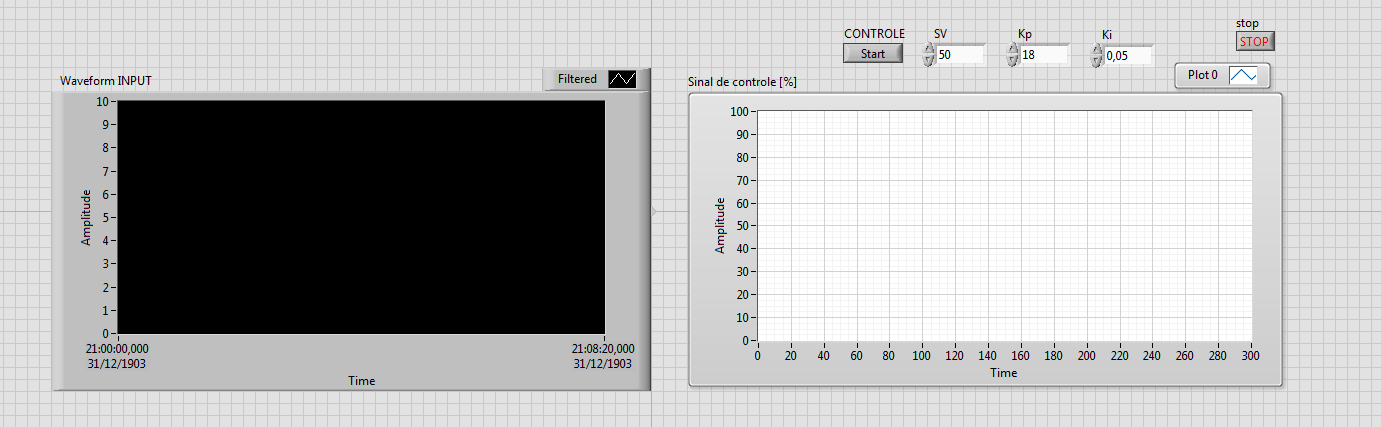 stop
STOP
CONTROLE
Start
SV
50
Kp
18
Ki
0,05
Waveform INPUT
Filtered
10
9
8
7
6
5
4
3
2
1
0
Amplitude
21:00:00,000
31/12/1903
21:08:20,000
31/12/1903
Time
Sinal de controle [%]
Plot 0
100
90
80
70
60
50
40
30
20
10
0
Amplitude
0 20 40 60 80 100 120 140 160 180 200 220 240 260 280 300
Time